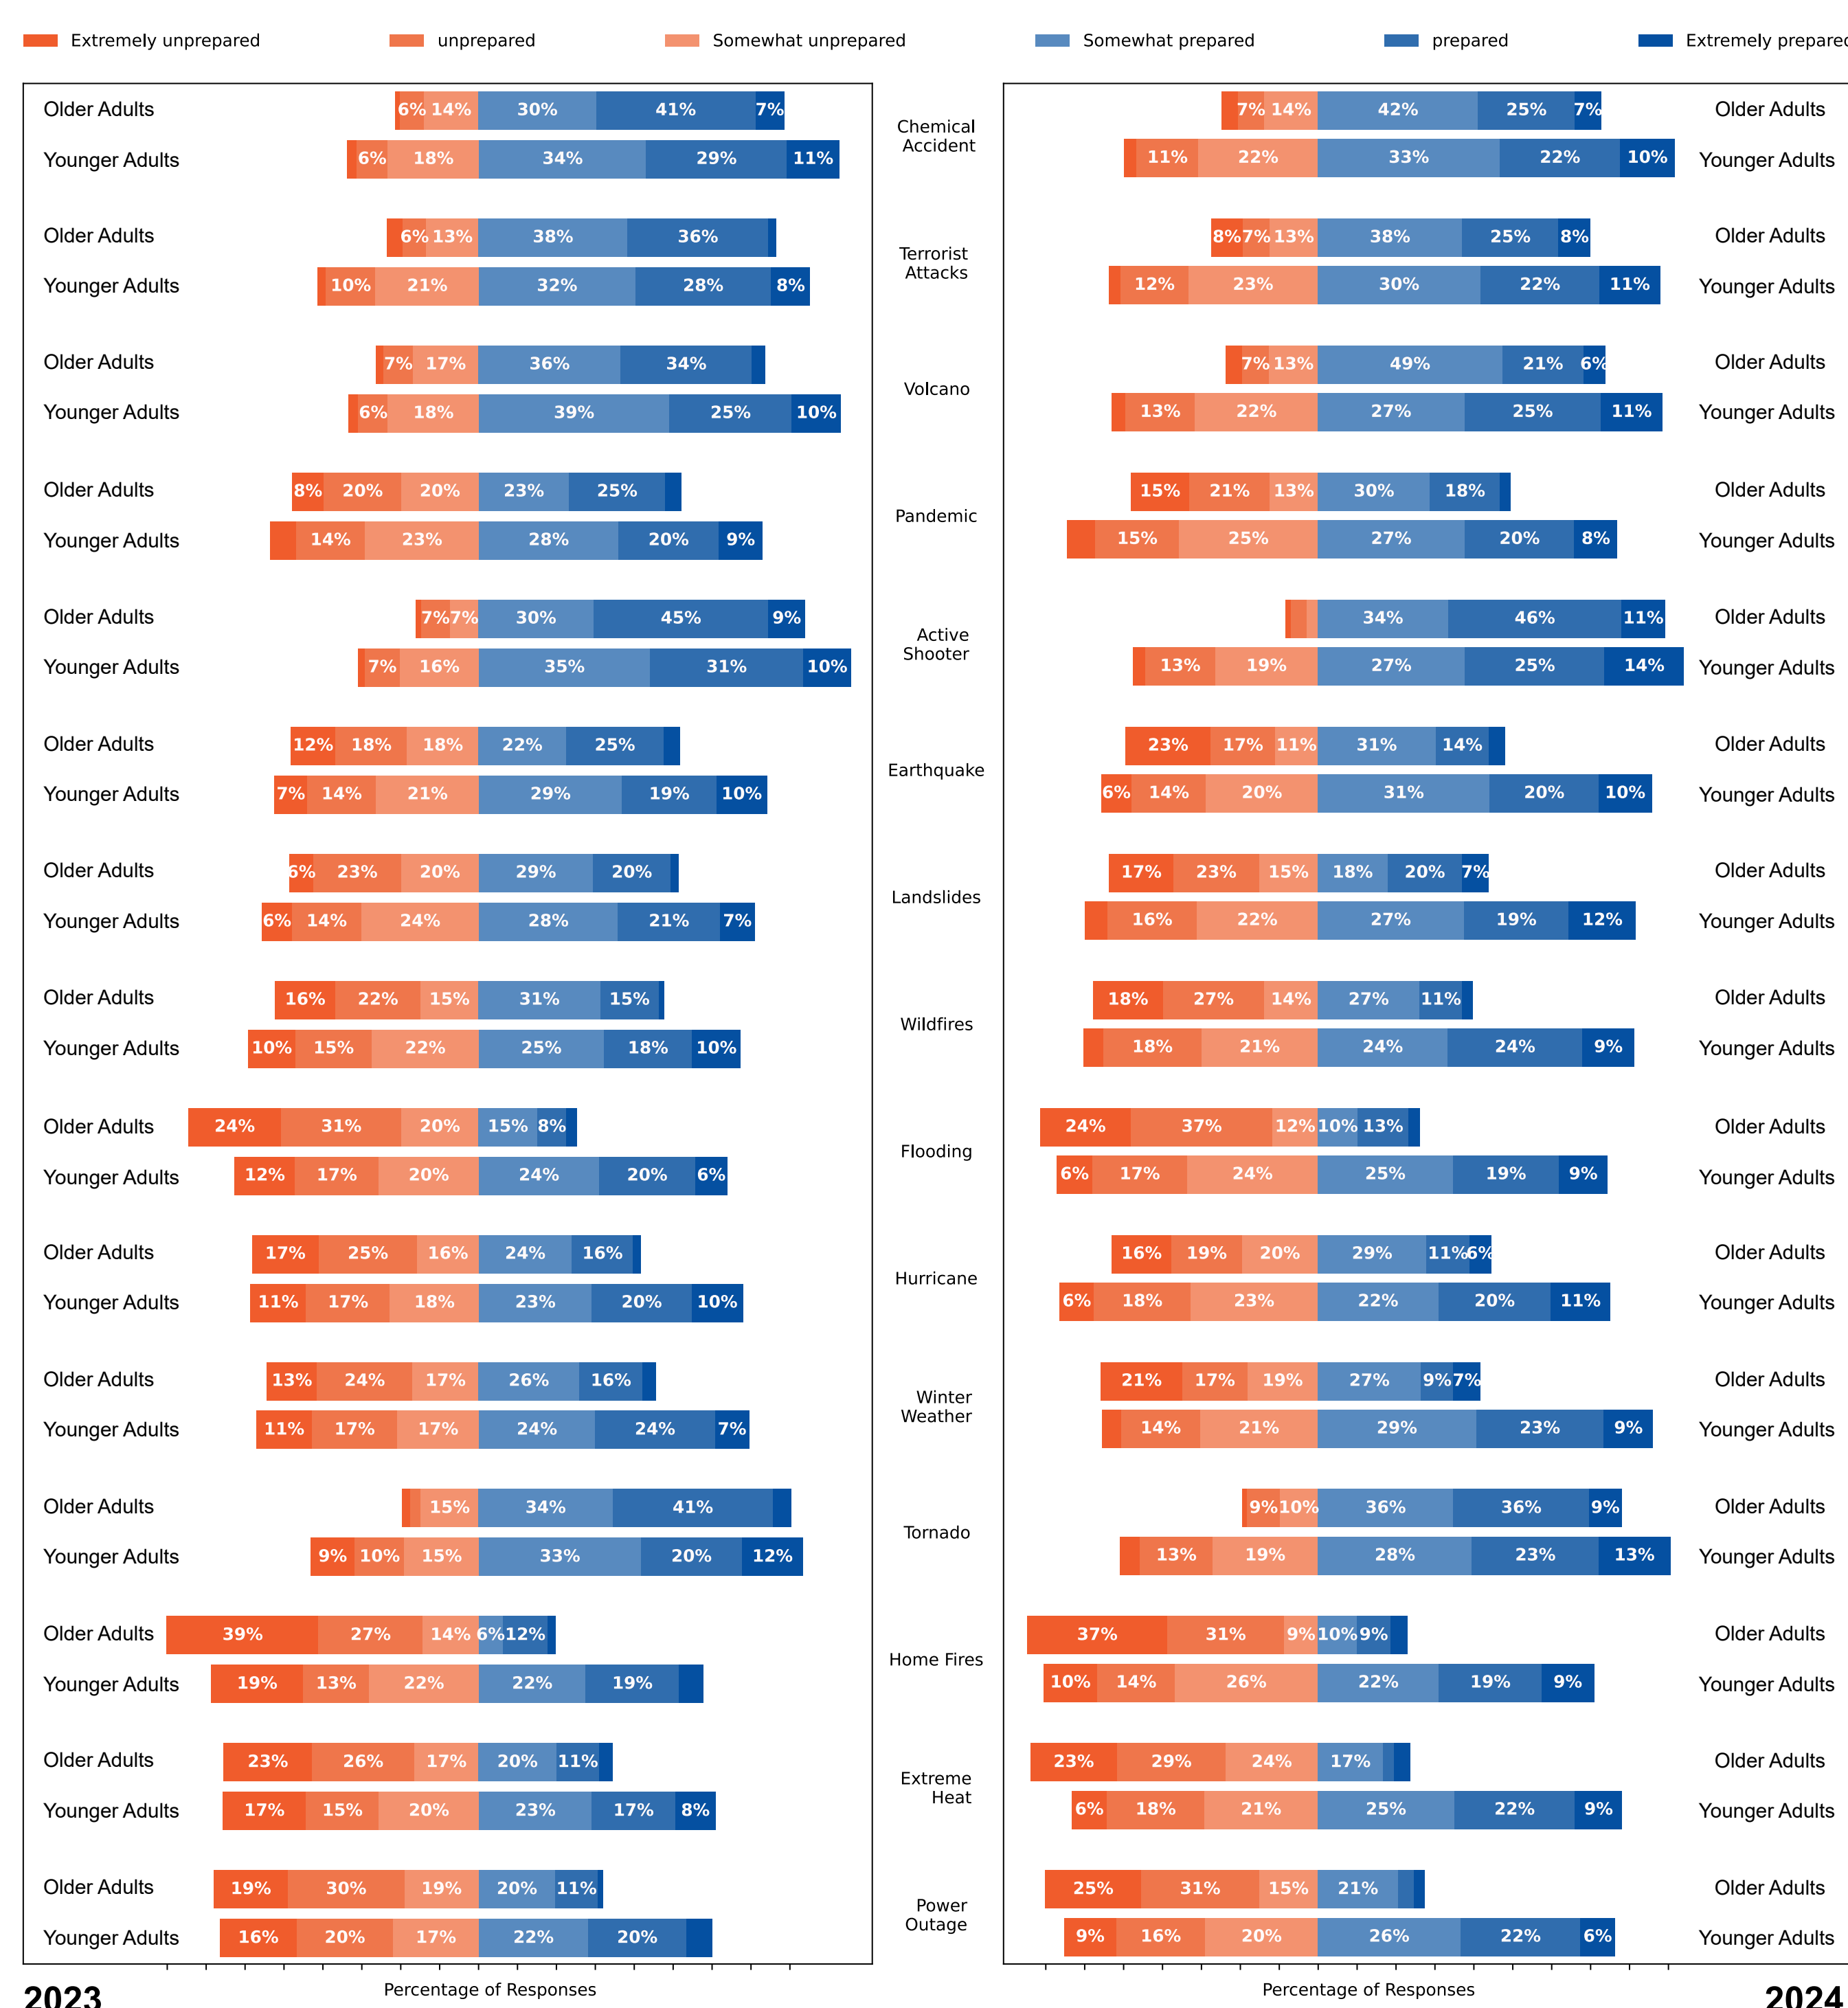 Extremely unprepared unprepared Somewhat unprepared Somewhat prepared prepared Extremely prepared
Older Adults 6% 14% 30% 41% 7% 7% 14% 42% 25% 7% Older Adults
Chemical
Accident
Younger Adults 6% 18% 34% 29% 11% 11% 22% 33% 22% 10% Younger Adults
Older Adults 6% 13% 38% 36% 8% 7% 13% 38% 25% 8% Older Adults
Terrorist
Attacks
Younger Adults 10% 21% 32% 28% 8% 12% 23% 30% 22% 11% Younger Adults
Older Adults 7% 17% 36% 34% 7% 13% 49% 21% 6% Older Adults
Volcano
Younger Adults 6% 18% 39% 25% 10% 13% 22% 27% 25% 11% Younger Adults
Older Adults 8% 20% 20% 23% 25% 15% 21% 13% 30% 18% Older Adults
Pandemic
Younger Adults 14% 23% 28% 20% 9% 15% 25% 27% 20% 8% Younger Adults
Older Adults 7% 7% 30% 45% 9% 34% 46% 11% Older Adults
Active
Shooter
Younger Adults 7% 16% 35% 31% 10% 13% 19% 27% 25% 14% Younger Adults
Older Adults 12% 18% 18% 22% 25% 23% 17% 11% 31% 14% Older Adults
Earthquake
Younger Adults 7% 14% 21% 29% 19% 10% 6% 14% 20% 31% 20% 10% Younger Adults
Older Adults 6% 23% 20% 29% 20% 17% 23% 15% 18% 20% 7% Older Adults
Landslides
Younger Adults 6% 14% 24% 28% 21% 7% 16% 22% 27% 19% 12% Younger Adults
Older Adults 16% 22% 15% 31% 15% 18% 27% 14% 27% 11% Older Adults
Wildfires
Younger Adults 10% 15% 22% 25% 18% 10% 18% 21% 24% 24% 9% Younger Adults
Older Adults 24% 31% 20% 15% 8% 24% 37% 12% 10% 13% Older Adults
Flooding
Younger Adults 12% 17% 20% 24% 20% 6% 6% 17% 24% 25% 19% 9% Younger Adults
Older Adults 17% 25% 16% 24% 16% 16% 19% 20% 29% 11% 6% Older Adults
Hurricane
Younger Adults 11% 17% 18% 23% 20% 10% 6% 18% 23% 22% 20% 11% Younger Adults
Older Adults 13% 24% 17% 26% 16% 21% 17% 19% 27% 9% 7% Older Adults
Winter
Weather
Younger Adults 11% 17% 17% 24% 24% 7% 14% 21% 29% 23% 9% Younger Adults
Older Adults 15% 34% 41% 9% 10% 36% 36% 9% Older Adults
Tornado
Younger Adults 9% 10% 15% 33% 20% 12% 13% 19% 28% 23% 13% Younger Adults
Older Adults 39% 27% 14% 6% 12% 37% 31% 9% 10% 9% Older Adults
Home Fires
Younger Adults 19% 13% 22% 22% 19% 10% 14% 26% 22% 19% 9% Younger Adults
Older Adults 23% 26% 17% 20% 11% 23% 29% 24% 17% Older Adults
Extreme
Heat
Younger Adults 17% 15% 20% 23% 17% 8% 6% 18% 21% 25% 22% 9% Younger Adults
Older Adults 19% 30% 19% 20% 11% 25% 31% 15% 21% Older Adults
Power
Outage
Younger Adults 16% 20% 17% 22% 20% 9% 16% 20% 26% 22% 6% Younger Adults
2023 Percentage of Responses Percentage of Responses 2024